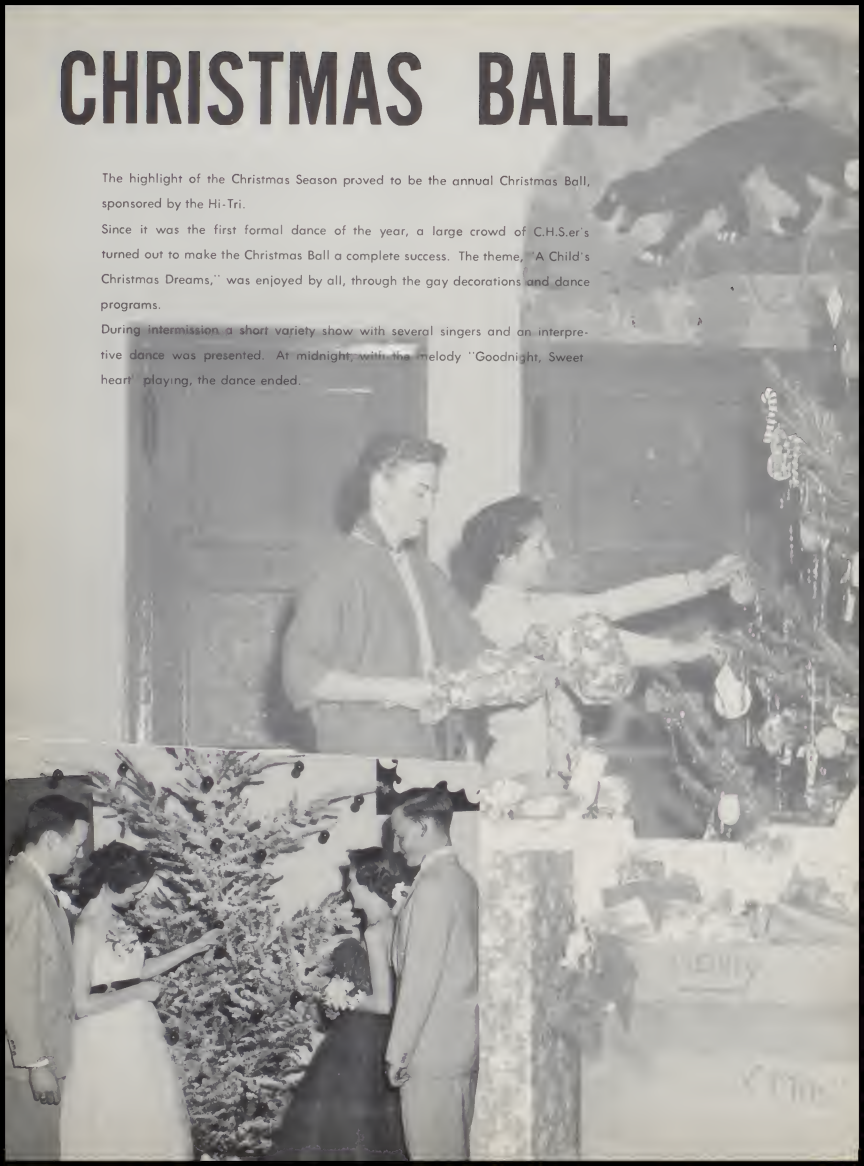 CHRISTMAS BALL
The highlight of the Christmas Season proved to be the annual Christmas Ball,
sponsored by the Hi-Tri.
Since it was the first formal dance of the year, a large crowd of C.H.S.er's
turned out to make the Christmas Ball a complete success. The theme, "A Child's
Christmas Dreams," was enjoyed by all, through the gay decorations and dance
programs.
During intermission a short variety show with several singers and an interpre-
tive dance was presented. At midnight, with the melody "Goodnight, Sweet
heart" playing, the dance ended.